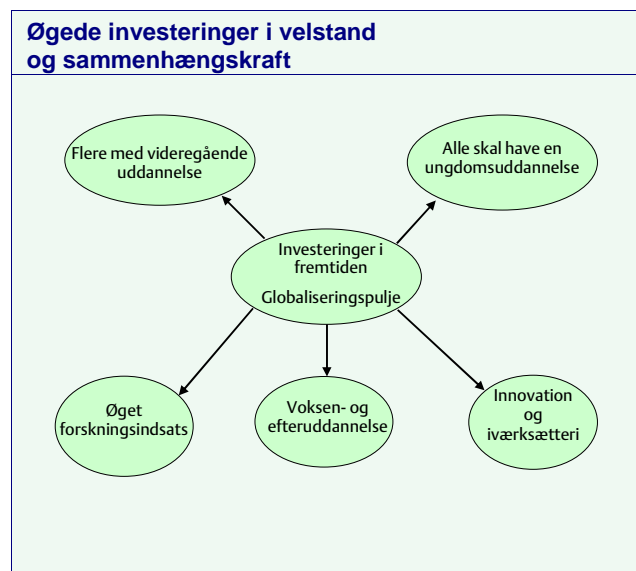 Øgede investeringer i velstand
og sammenhængskraft
Flere med videregående
uddannelse
Alle skal have en
ungdomsuddannelse
Investeringer i
fremtiden
Globaliseringspulje
Øget
forskningsindsats
Voksen- og
efteruddannelse
Innovation
og
iværksætteri